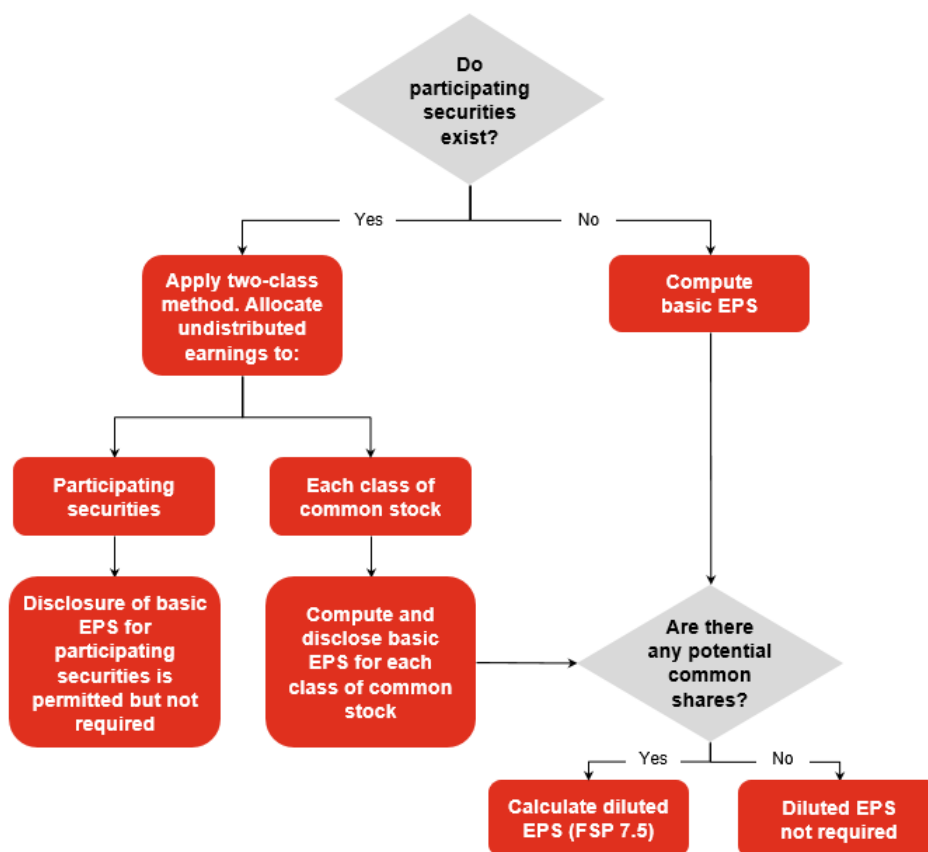 Do
participating
securities
exist?
Yes
No
Apply two-class
method. Allocate
undistributed
earnings to:
Compute
basic EPS
Participating
securities
Each class of
common stock
Disclosure of basic
EPS for
participating
securities is
permitted but not
required
Compute and
disclose basic
EPS for each
class of common
stock
Are there
any potential
common
shares?
Yes
No
Calculate diluted
EPS (FSP 7.5)
Diluted EPS
not required